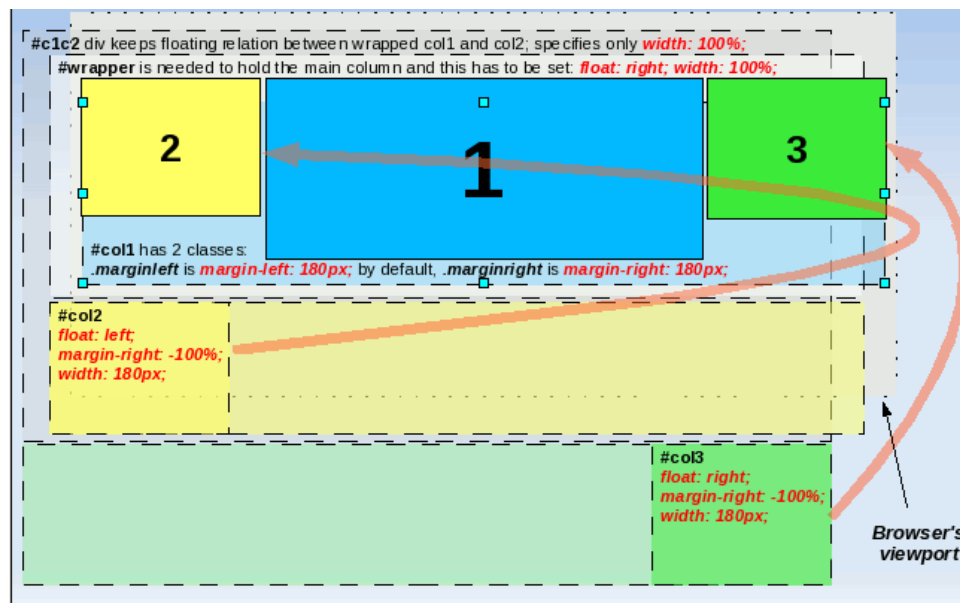 #c1c2 div keeps floating relation between wrapped col1 and col2; specifies only width: 100%;
#wrapper is needed to hold the main column and this has to be set: float: right; width: 100%;
2
1
3
#col1 has 2 classes:
.marginleft is margin-left: 180px; by default, .marginright is margin-right: 180px;
#col2
float: left;
margin-right: -100%;
width: 180px;
#col3
float: right;
margin-right: -100%;
width: 180px;
Browser's
viewport